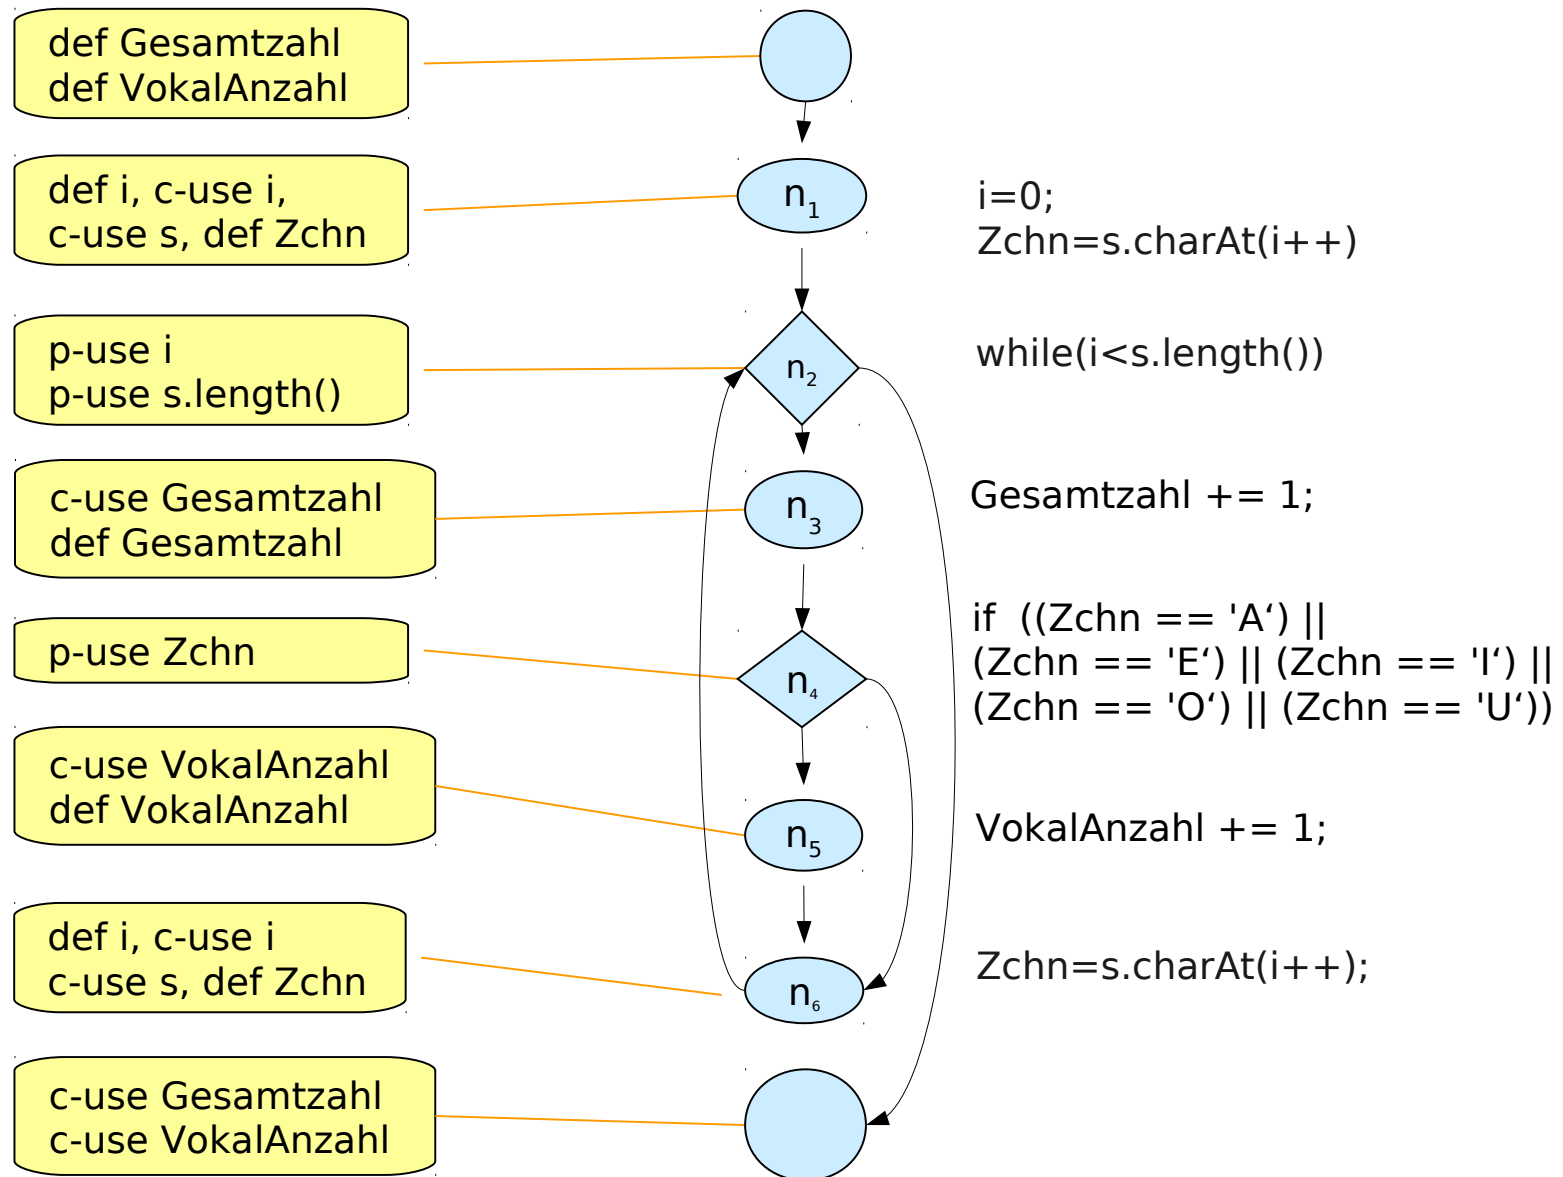 def Gesamtzahl
def VokalAnzahl
def i, c-use i,
c-use s, def Zchn
n1
i=0;
Zchn=s.charAt(i++)
p-use i
p-use s.length()
n2
while(i<s.length())
c-use Gesamtzahl
def Gesamtzahl
n3
Gesamtzahl += 1;
p-use Zchn
n4
if  ((Zchn == 'A‘) ||
(Zchn == 'E‘) || (Zchn == 'I‘) ||
(Zchn == 'O‘) || (Zchn == 'U‘))
c-use VokalAnzahl
def VokalAnzahl
n5
VokalAnzahl += 1;
def i, c-use i
c-use s, def Zchn
n6
Zchn=s.charAt(i++);
c-use Gesamtzahl
c-use VokalAnzahl